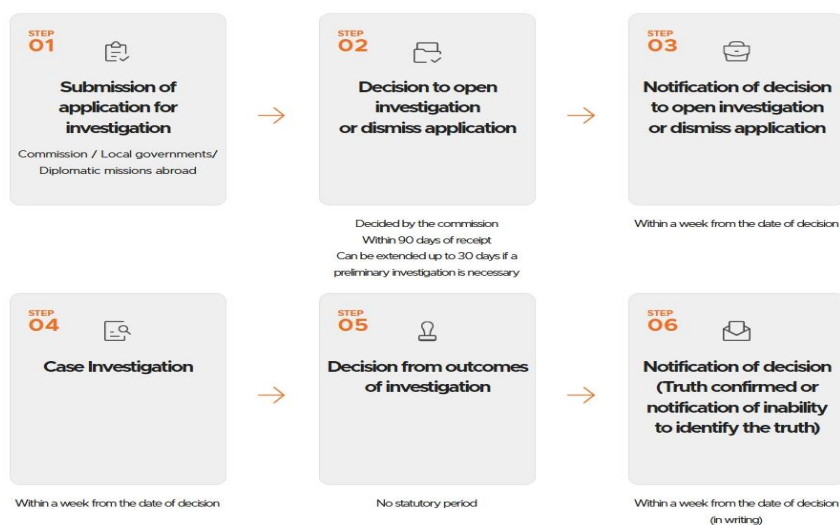 STEP
01
Submission of
application for
investigation
Commission / Local governments/
Diplomatic missions abroad
STEP
02
Decision to open
investigation
or dismiss application
Decided by the commission
Within 90 days of receipt
Can be extended up to 30 days if a
preliminary investigation is necessary
STEP
03
Notification of decision
to open investigation
or dismiss application
Within a week from the date of decision
STEP
04
Case Investigation
Within a week from the date of decision
STEP
05
Decision from outcomes
of investigation
No statutory period
STEP
06
Notification of decision
(Truth confirmed or
notification of inability
to identify the truth)
Within a week from the date of decision
(in writing)